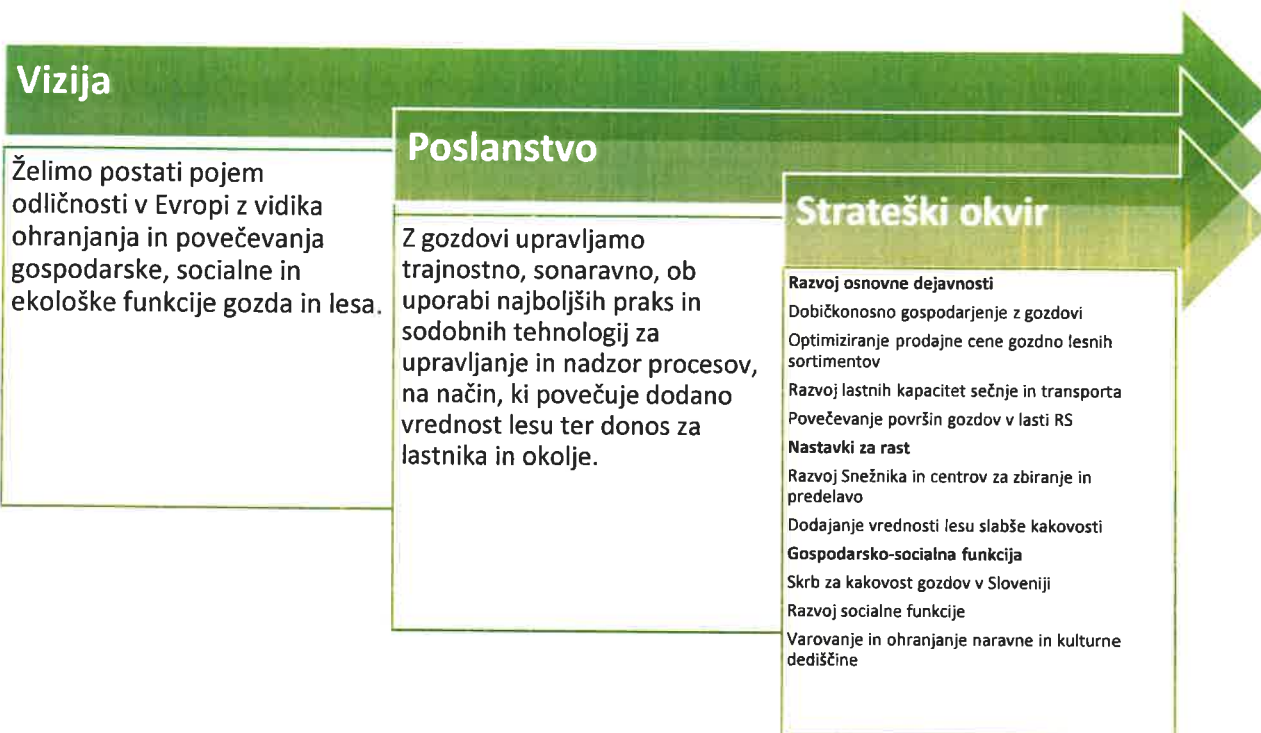 Vizija
Želimo postati pojem
odličnosti v Evropi z vidika
ohranjanja in povečevanja
gospodarske, socialne in
ekološke funkcije gozda in lesa.
Poslanstvo
Z gozdovi upravljamo
trajnostno, sonaravno, ob
uporabi najboljših praks in
sodobnih tehnologij za
upravljanje in nadzor procesov,
na način, ki povečuje dodano
vrednost lesu ter donos za
lastnika in okolje.
Strateški okvir
Razvoj osnovne dejavnosti
Dobičkonosno gospodarjenje z gozdovi
Optimiziranje prodajne cene gozdno lesnih
sortimentov
Razvoj lastnih kapacitet sečnje in transporta
Povečevanje površin gozdov v lasti RS
Nastavki za rast
Razvoj Snežnika in centrov za zbiranje in
predelavo
Dodajanje vrednosti lesu slabše kakovosti
Gospodarsko-socialna funkcija
Skrb za kakovost gozdov v Sloveniji
Razvoj socialne funkcije
Varovanje in ohranjanje naravne in kulturne
dediščine